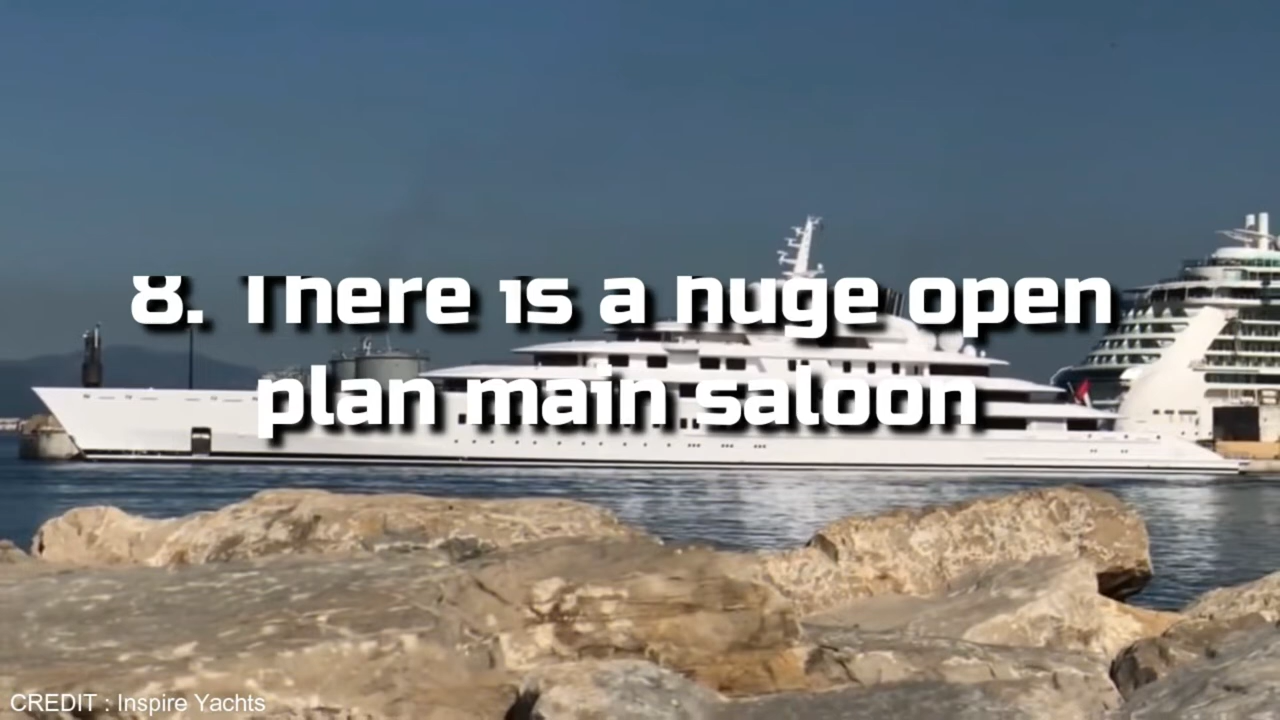 8. There is a huge open
plan main saloon
CREDIT : Inspire Yachts